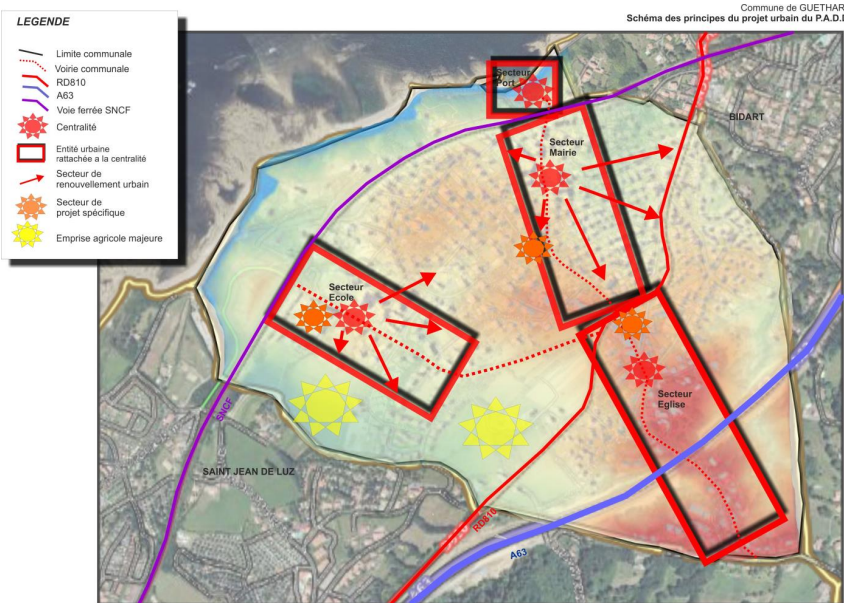 Commune de GUETHAR
Schéma des principes du projet urbain du P.A.D.D
LEGENDE
Limite communale
Voirie communale
RD810
A63
Voie ferrée SNCF
Centralité
Entité urbaine
rattachée a la centralité
Secteur de
renouvellement urbain
Secteur de
projet spécifique
Emprise agricole majeure
Secteur
Port
BIDART
Secteur
Mairie
Secteur
Ecole
Secteur
Eglise
SNCF
SAINT JEAN DE LUZ
RD810
A63